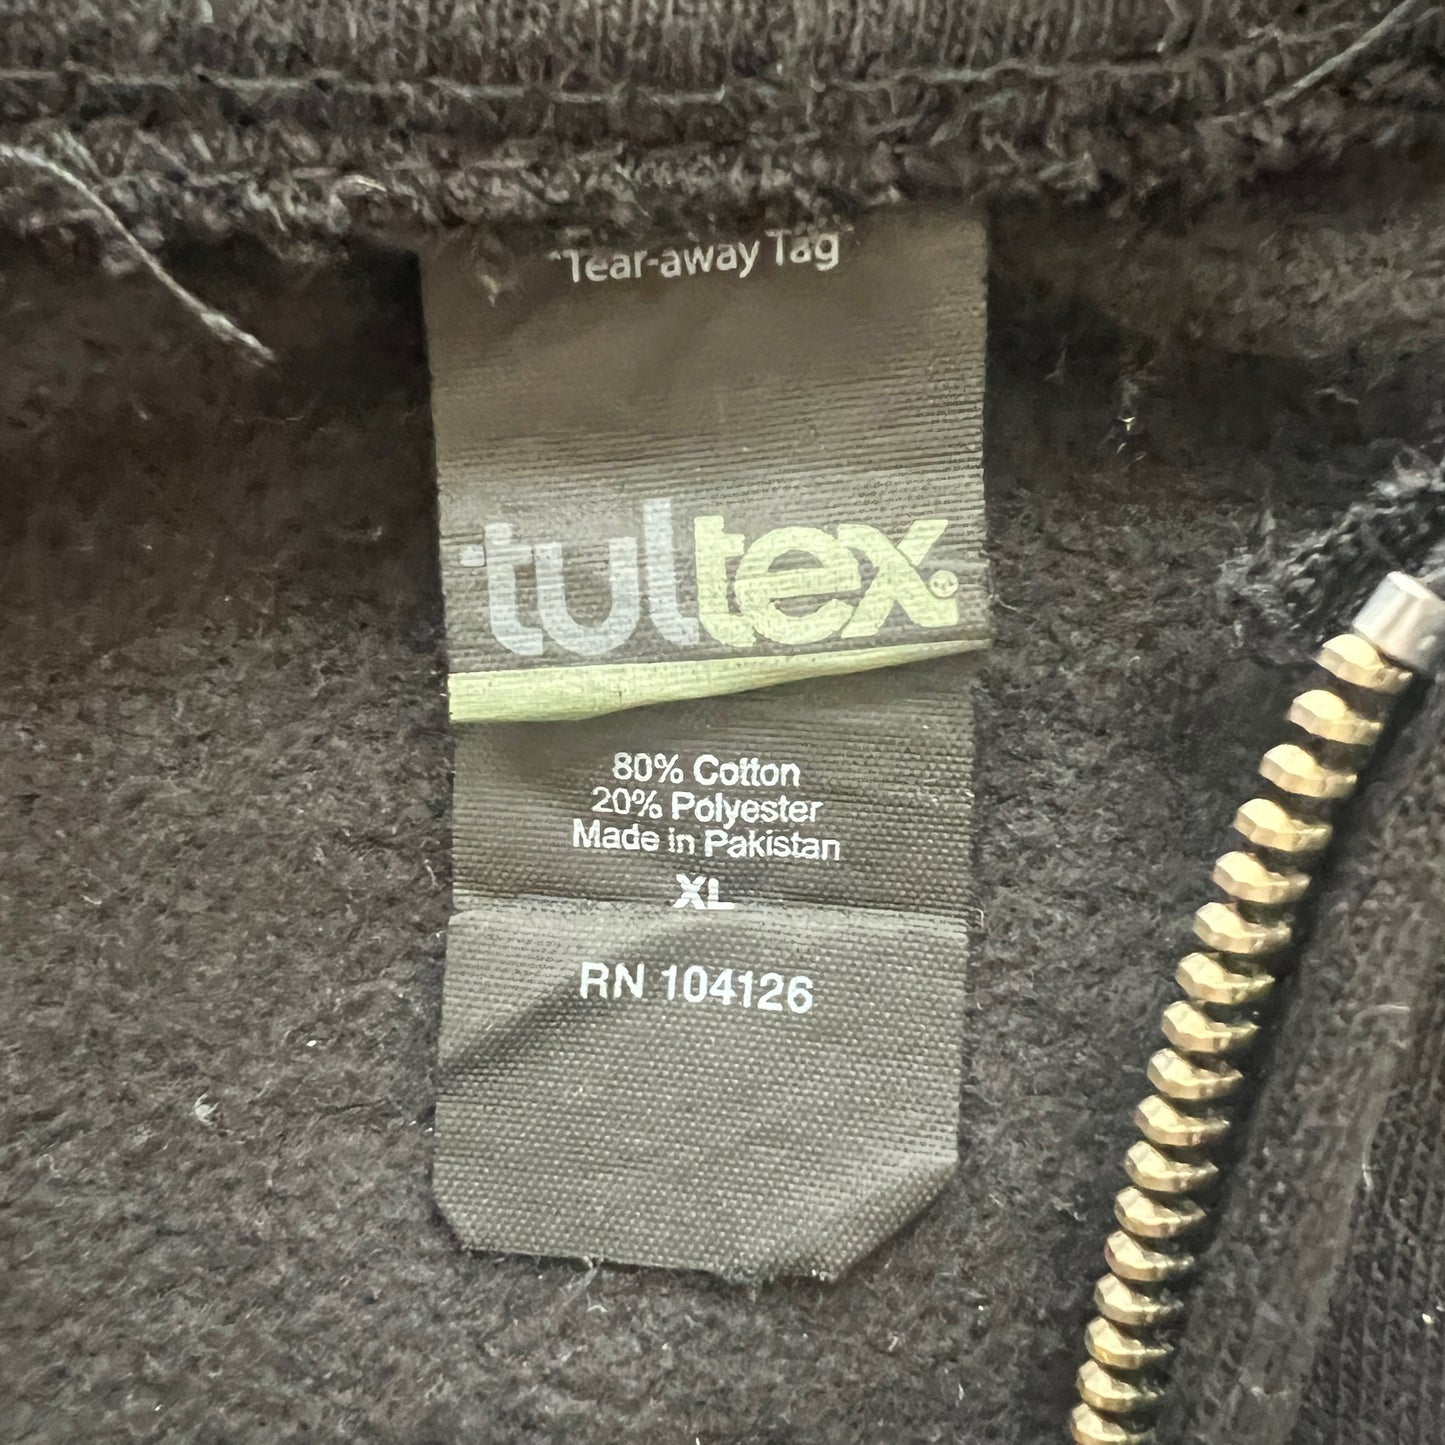 "Tear-away Tag"
tultex
80% Cotton
20% Polyester
Made in Pakistan
XL
RN 104126